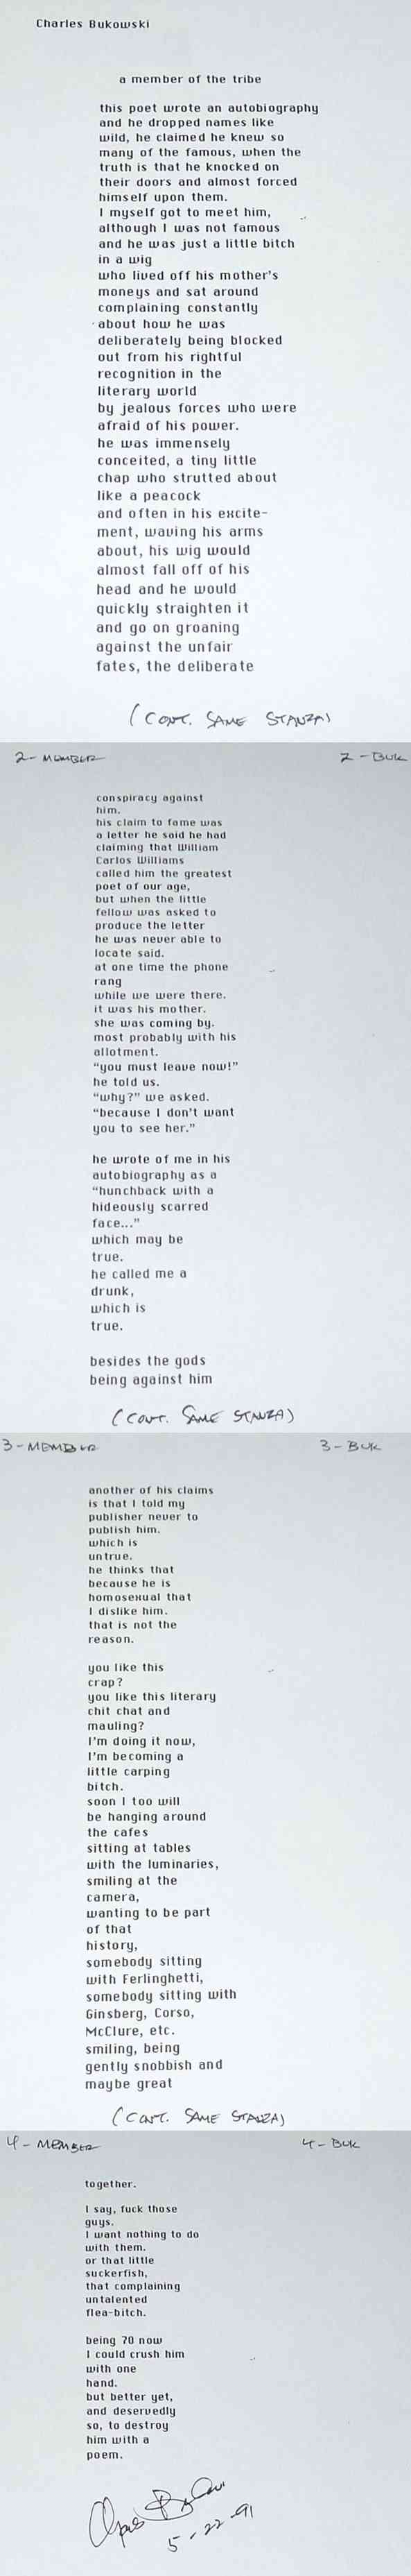 Charles Bukowski
a member of the tribe
this poet wrote an autobiography
and he dropped names like
wild, he claimed he knew so
many of the famous, when the
truth is that he knocked on
their doors and almost forced
himself upon them.
I myself got to meet him,
although I was not famous
and he was just a little bitch
in a wig
who lived off his mother's
moneys and sat around
complaining constantly
about how he was
deliberately being blocked
out from his rightful
recognition in the
literary world
by jealous forces who were
afraid of his power.
he was immensely
conceited, a tiny little
chap who strutted about
like a peacock
and often in his excite-
ment, waving his arms
about, his wig would
almost fall off of his
head and he would
quickly straighten it
and go on groaning
against the unfair
fates, the deliberate
(CONT. SAME STANZA)
2- MEMBER
2 - BUK
conspiracy against
him.
his claim to fame was
a letter he said he had
claiming that William
Carlos Williams
called him the greatest
poet of our age,
but when the little
fellow was asked to
produce the letter
he was never able to
locate said.
at one time the phone
rang
while we were there.
it was his mother.
she was coming by.
most probably with his
allotment.
"you must leave now!"
he told us.
"why?" we asked.
"because I don't want
you to see her."
he wrote of me in his
autobiography as a
"hunchback with a
hideously scarred
face..."
which may be
true.
he called me a
drunk,
which is
true.
besides the gods
being against him
(CONT. SAME STANZA)
3- MEMBER
3- BUK
another of his claims
is that I told my
publisher never to
publish him.
which is
untrue.
he thinks that
because he is
homosexual that
I dislike him.
that is not the
reason.
you like this
crap?
you like this literary
chit chat and
mauling?
I'm doing it now,
I'm becoming a
little carping
bitch.
soon I too will
be hanging around
the cafes
sitting at tables
with the luminaries,
smiling at the
camera,
wanting to be part
of that
history,
somebody sitting
with Ferlinghetti,
somebody sitting with
Ginsberg, Corso,
McClure, etc.
smiling, being
gently snobbish and
maybe great
(CONT. SAME STANZA)
4- MEMBER
4- BUK
together.
I say, fuck those
guys.
I want nothing to do
with them.
or that little
suckerfish,
that complaining
untalented
flea-bitch.
being 70 now
I could crush him
with one
hand.
but better yet,
and deservedly
so, to destroy
him with a
poem.
5-22-91